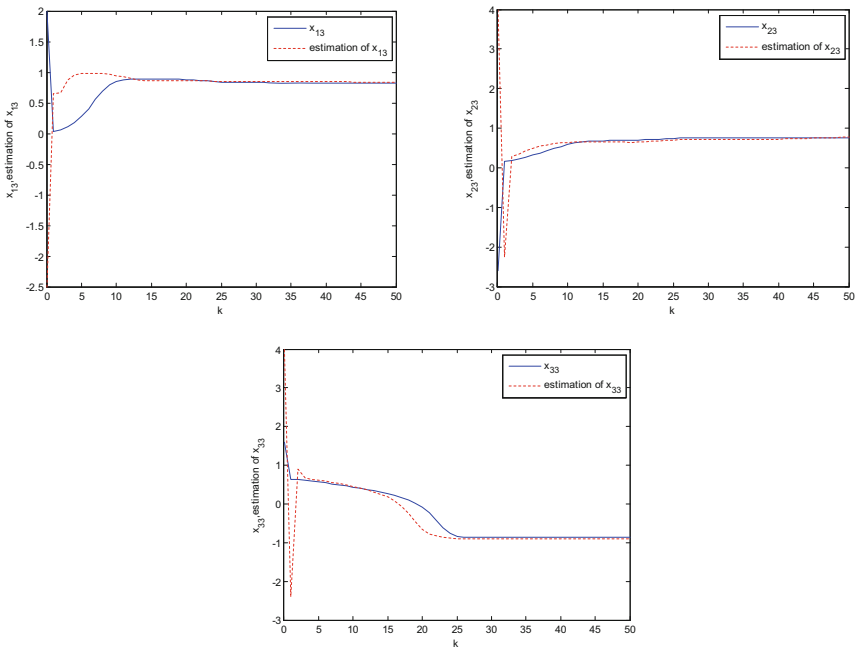 2
1.5
1
0.5
0
-0.5
-1
-1.5
-2
-2.5
0 5 10 15 20 25 30 35 40 45 50
k
x13,estimation of x13
x13
estimation of x13
4
3
2
1
0
-1
-2
-3
0 5 10 15 20 25 30 35 40 45 50
k
x23,estimation of x23
x23
estimation of x23
4
3
2
1
0
-1
-2
-3
0 5 10 15 20 25 30 35 40 45 50
k
x33,estimation of x33
x33
estimation of x33